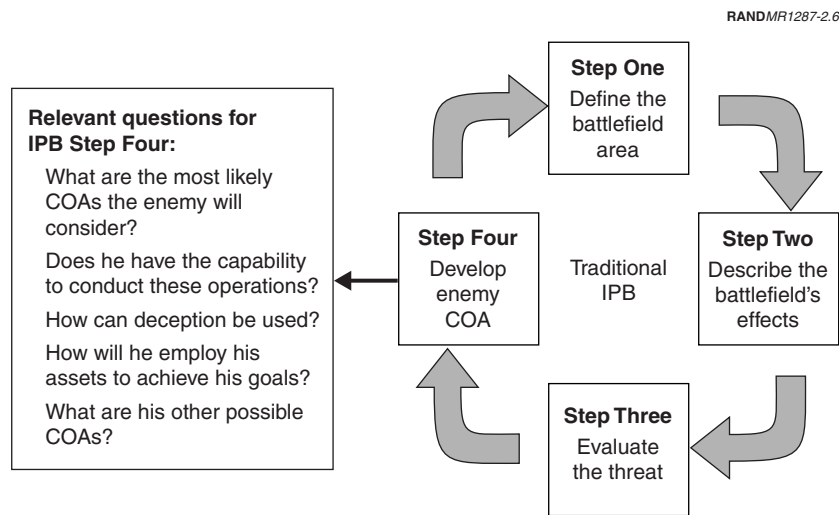 RANDMR1287-2.6
Relevant questions for
IPB Step Four:
What are the most likely
COAs the enemy will
consider?
Does he have the capability
to conduct these operations?
How can deception be used?
How will he employ his
assets to achieve his goals?
What are his other possible
COAs?
Step One
Define the
battlefield
area
Step Two
Describe the
battlefield's
effects
Step Three
Evaluate
the threat
Step Four
Develop
enemy
COA
Traditional
IPB